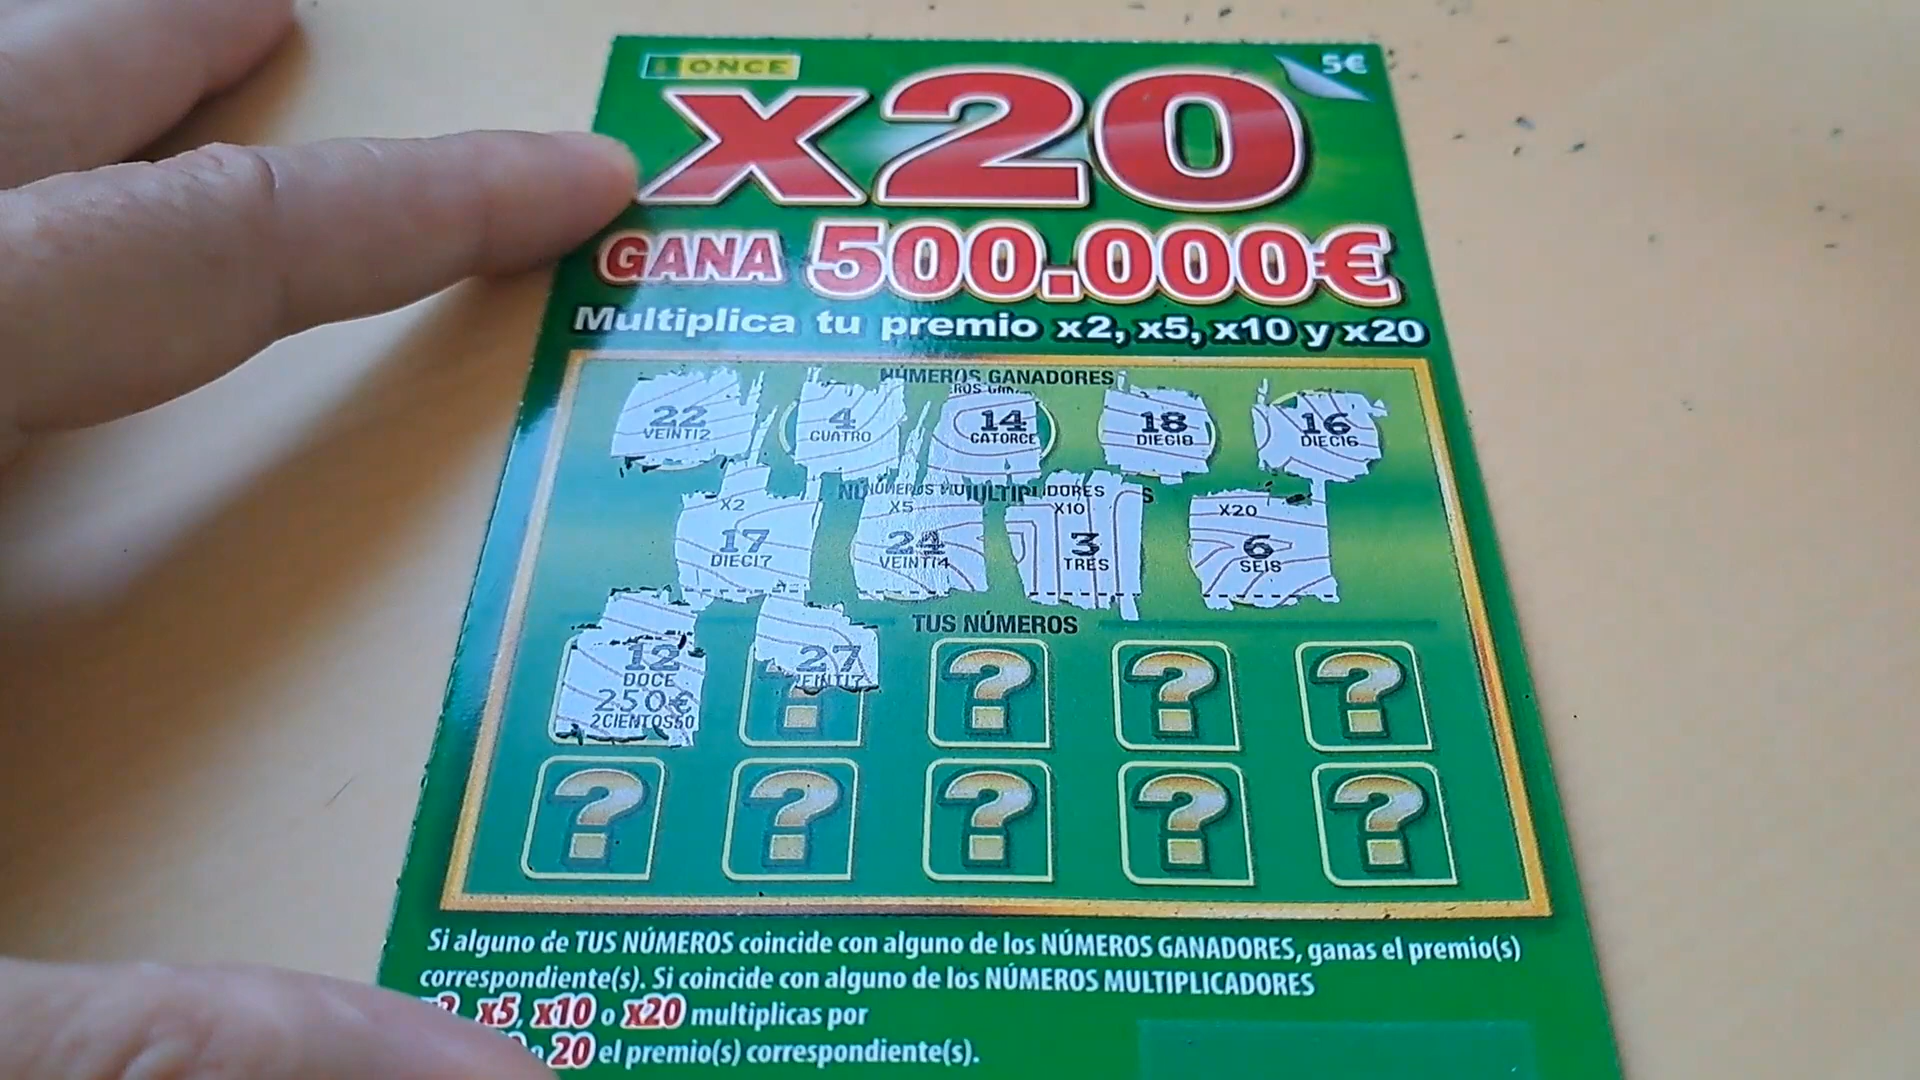 ONCE
5€
x20
GANA 500.000€
Multiplica tu premio x2, x5, x10 y x20
NÚMEROS GANADORES
22 4 14 18 16
VEINTI2 CUATRO CATORCE DIECI8 DIECI6
X2 X5 X10 X20
17 24 3 6
DIECI7 VEINTI4 TRES SEIS
TUS NÚMEROS
12 27 ? ? ?
DOCE VEINTI7
250€
2CIENTOS50
? ? ? ? ?
Si alguno de TUS NÚMEROS coincide con alguno de los NÚMEROS GANADORES, ganas el premio(s)
correspondiente(s). Si coincide con alguno de los NÚMEROS MULTIPLICADORES
x5, x10 o x20 multiplicas por
o 20 el premio(s) correspondiente(s).